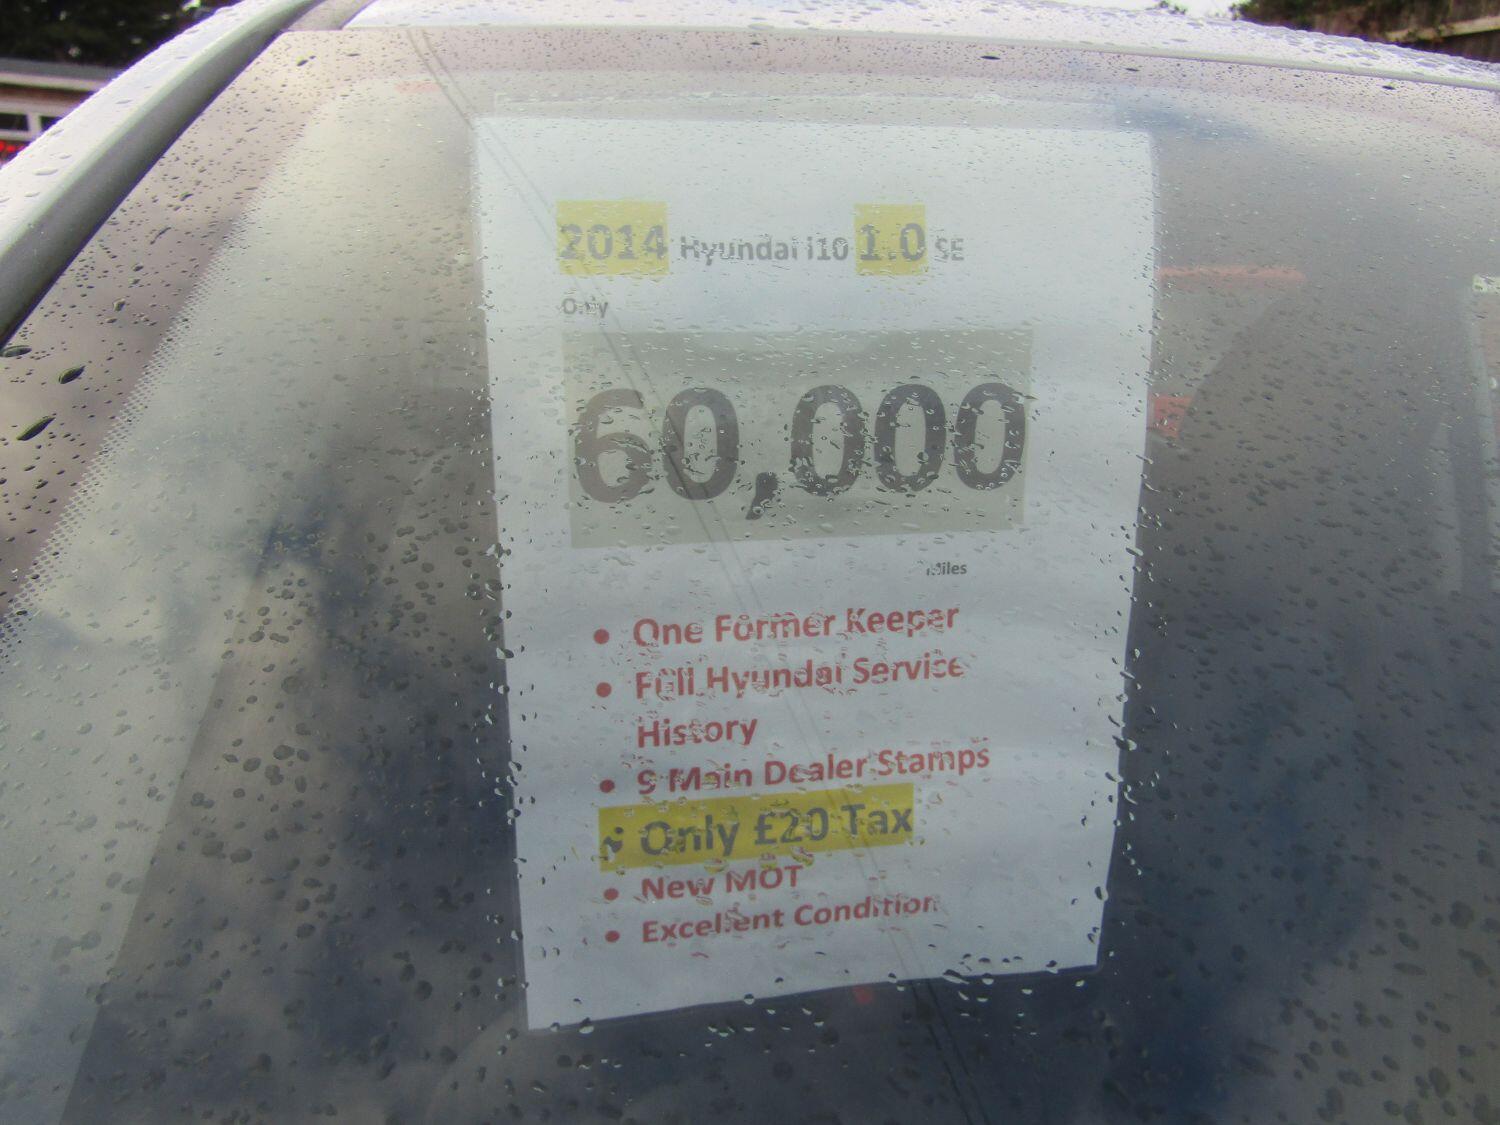 2014 Hyundai i10 1.0 SE
Only
60,000
Miles
• One Former Keeper
• Full Hyundai Service
History
• 9 Main Dealer Stamps
• Only £20 Tax
• New MOT
• Excellent Condition